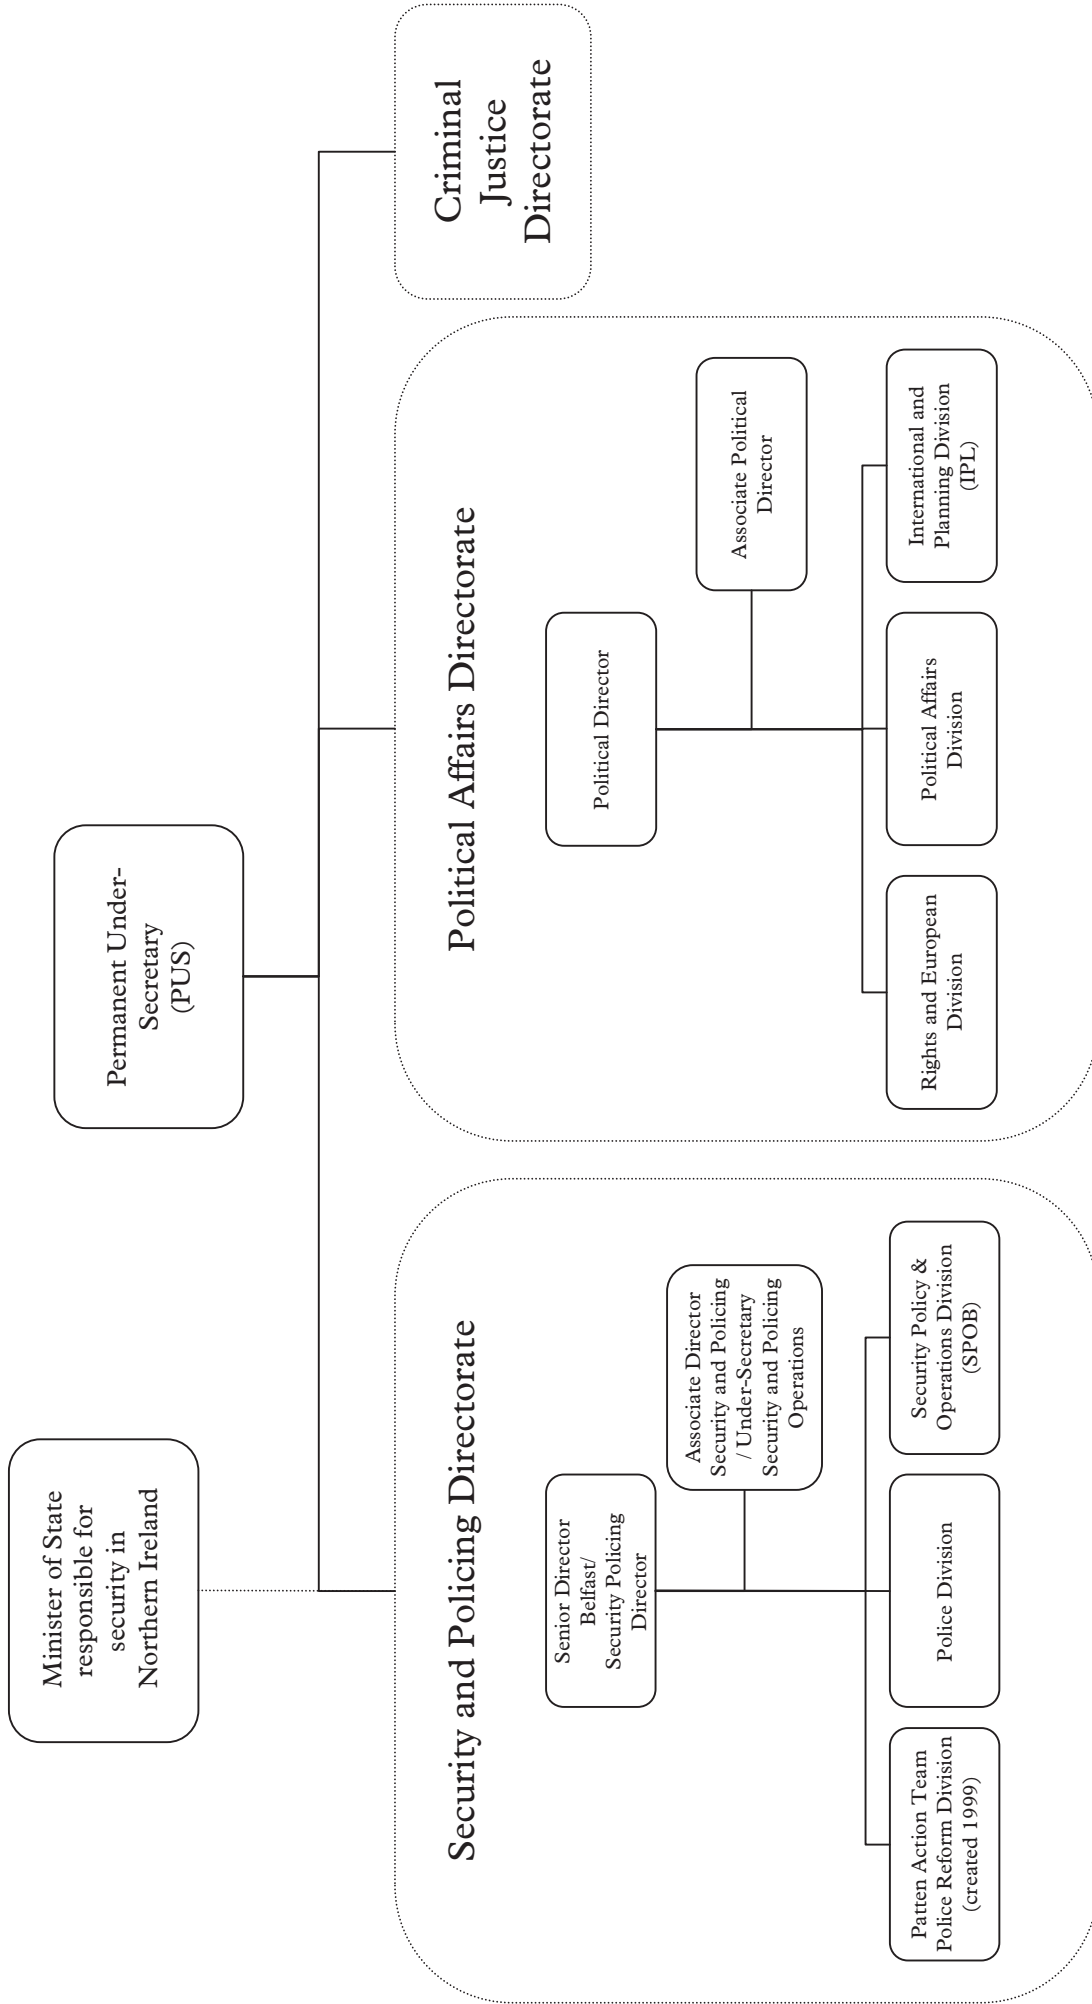 Minister of State
responsible for
security in
Northern Ireland
Permanent Under-
Secretary
(PUS)
Security and Policing Directorate
Senior Director
Belfast/
Security Policing
Director
Associate Director
Security and Policing
/ Under-Secretary
Security and Policing
Operations
Patten Action Team
Police Reform Division
(created 1999)
Police Division
Security Policy &
Operations Division
(SPOB)
Political Affairs Directorate
Political Director
Associate Political
Director
Rights and European
Division
Political Affairs
Division
International and
Planning Division
(IPL)
Criminal
Justice
Directorate